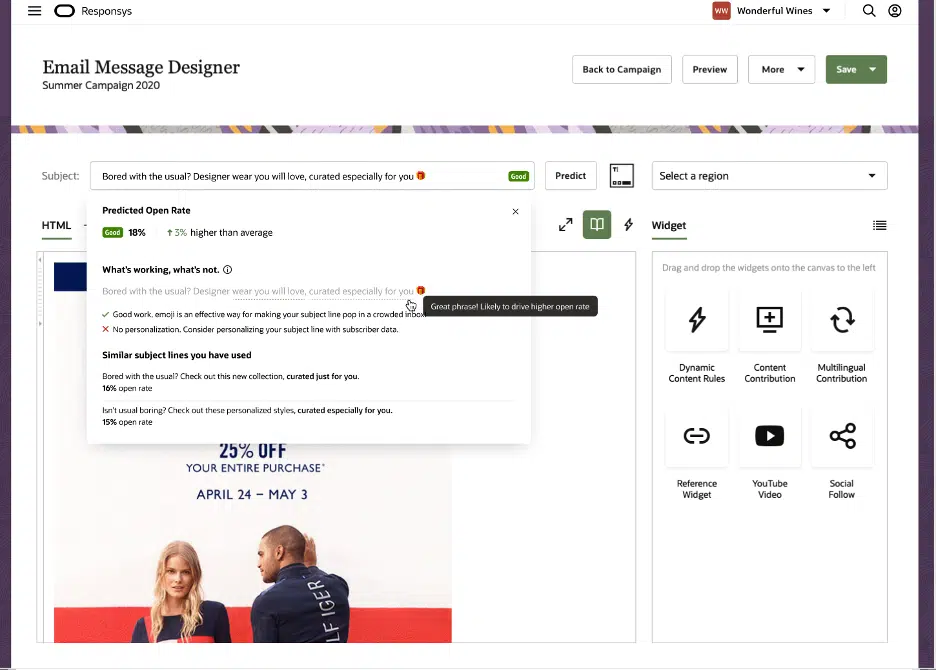 Responsys
WW Wonderful Wines
Email Message Designer
Summer Campaign 2020
Back to Campaign
Preview
More
Save
Subject:
Bored with the usual? Designer wear you will love, curated especially for you 🎁
Good
Predict
T!
Select a region
HTML
Predicted Open Rate
Good 18% ↑ 3% higher than average
What's working, what's not.
Bored with the usual? Designer wear you will love, curated especially for you 🎁
Great phrase! Likely to drive higher open rate
✓ Good work, emoji is an effective way for making your subject line pop in a crowded inbox.
✕ No personalization. Consider personalizing your subject line with subscriber data.
Similar subject lines you have used
Bored with the usual? Check out this new collection, curated just for you.
16% open rate
Isn't usual boring? Check out these personalized styles, curated especially for you.
15% open rate
25% OFF
YOUR ENTIRE PURCHASE*
APRIL 24 – MAY 3
LFIGER
Widget
Drag and drop the widgets onto the canvas to the left
Dynamic
Content Rules
Content
Contribution
Multilingual
Contribution
Reference
Widget
YouTube
Video
Social
Follow